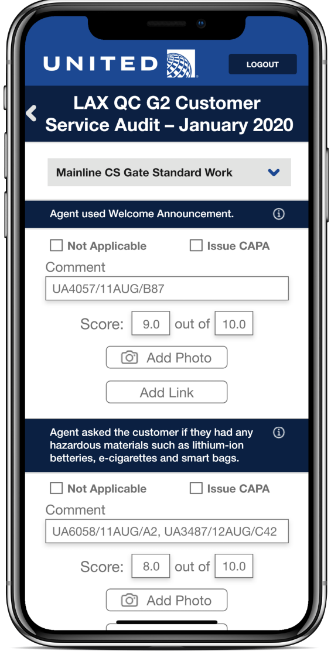 UNITED
LOGOUT
LAX QC G2 Customer
Service Audit – January 2020
Mainline CS Gate Standard Work
Agent used Welcome Announcement.
Not Applicable
Issue CAPA
Comment
UA4057/11AUG/B87
Score: 9.0 out of 10.0
Add Photo
Add Link
Agent asked the customer if they had any
hazardous materials such as lithium-ion
betteries, e-cigarettes and smart bags.
Not Applicable
Issue CAPA
Comment
UA6058/11AUG/A2, UA3487/12AUG/C42
Score: 8.0 out of 10.0
Add Photo